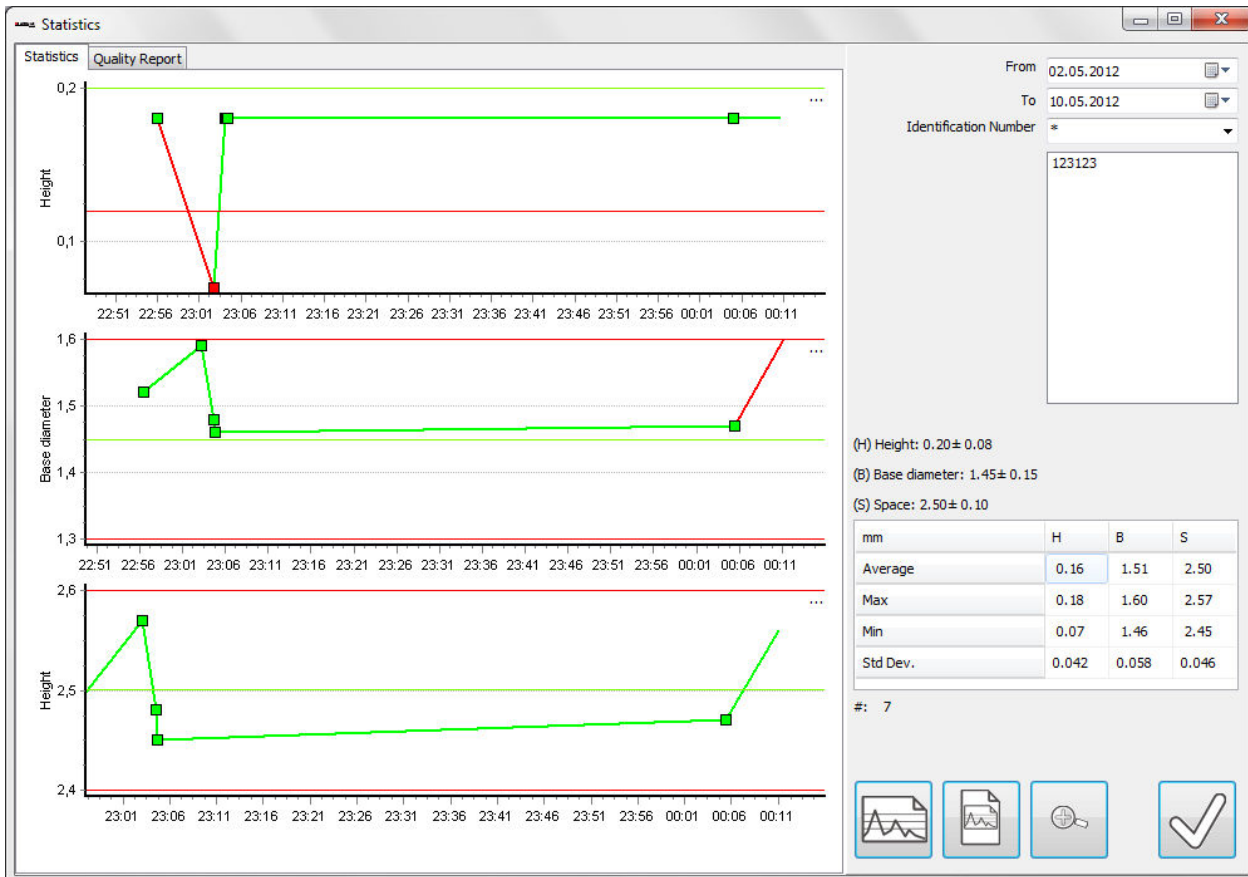 Statistics
Statistics Quality Report
0,2
...
Height
0,1
22:51 22:56 23:01 23:06 23:11 23:16 23:21 23:26 23:31 23:36 23:41 23:46 23:51 23:56 00:01 00:06 00:11
1,6
...
1,5
Base diameter
1,4
1,3
22:51 22:56 23:01 23:06 23:11 23:16 23:21 23:26 23:31 23:36 23:41 23:46 23:51 23:56 00:01 00:06 00:11
2,6
...
Height
2,5
2,4
23:01 23:06 23:11 23:16 23:21 23:26 23:31 23:36 23:41 23:46 23:51 23:56 00:01 00:06 00:11
From 02.05.2012
To 10.05.2012
Identification Number *
123123
(H) Height: 0.20± 0.08
(B) Base diameter: 1.45± 0.15
(S) Space: 2.50± 0.10
mm H B S
Average 0.16 1.51 2.50
Max 0.18 1.60 2.57
Min 0.07 1.46 2.45
Std Dev. 0.042 0.058 0.046
#: 7